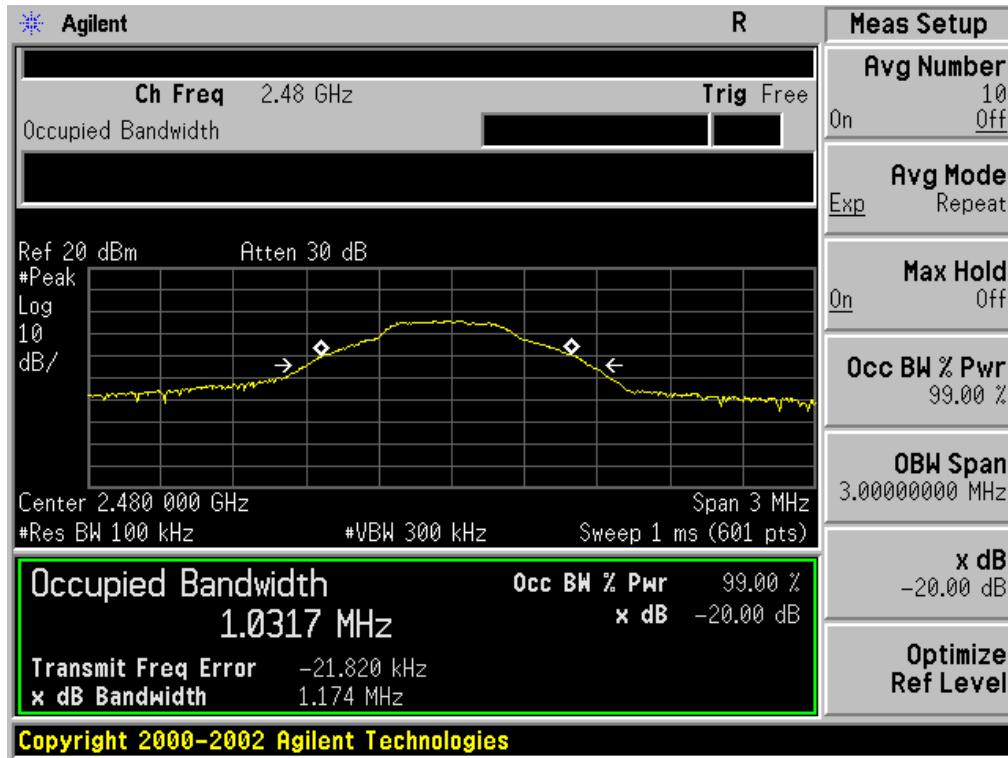 Agilent R
Ch Freq 2.48 GHz Trig Free
Occupied Bandwidth
Ref 20 dBm Atten 30 dB
#Peak
Log
10
dB/
Center 2.480 000 GHz Span 3 MHz
#Res BW 100 kHz #VBW 300 kHz Sweep 1 ms (601 pts)
Occupied Bandwidth Occ BW % Pwr 99.00 %
1.0317 MHz x dB -20.00 dB
Transmit Freq Error -21.820 kHz
x dB Bandwidth 1.174 MHz
Copyright 2000-2002 Agilent Technologies
Meas Setup
Avg Number
10
On Off
Avg Mode
Exp Repeat
Max Hold
On Off
Occ BW % Pwr
99.00 %
OBW Span
3.00000000 MHz
x dB
-20.00 dB
Optimize
Ref Level